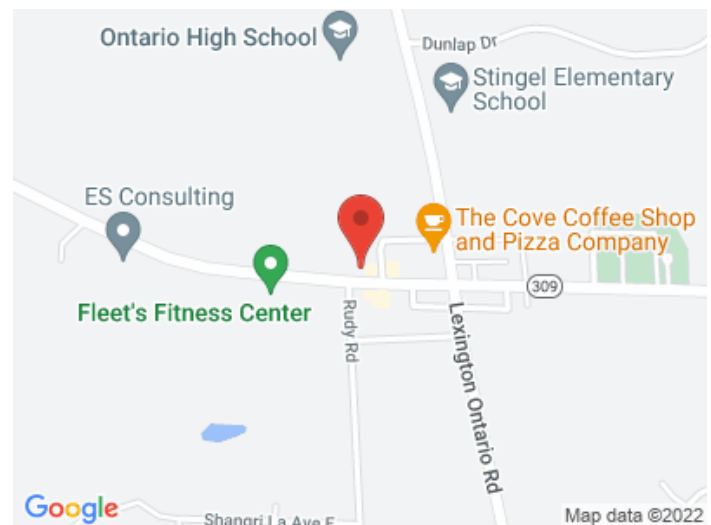 Ontario High School
Dunlap Dr
Stingel Elementary
School
ES Consulting
The Cove Coffee Shop
and Pizza Company
309
Fleet's Fitness Center
Rudy Rd
Lexington Ontario Rd
Shangri La Ave E
Google
Map data ©2022